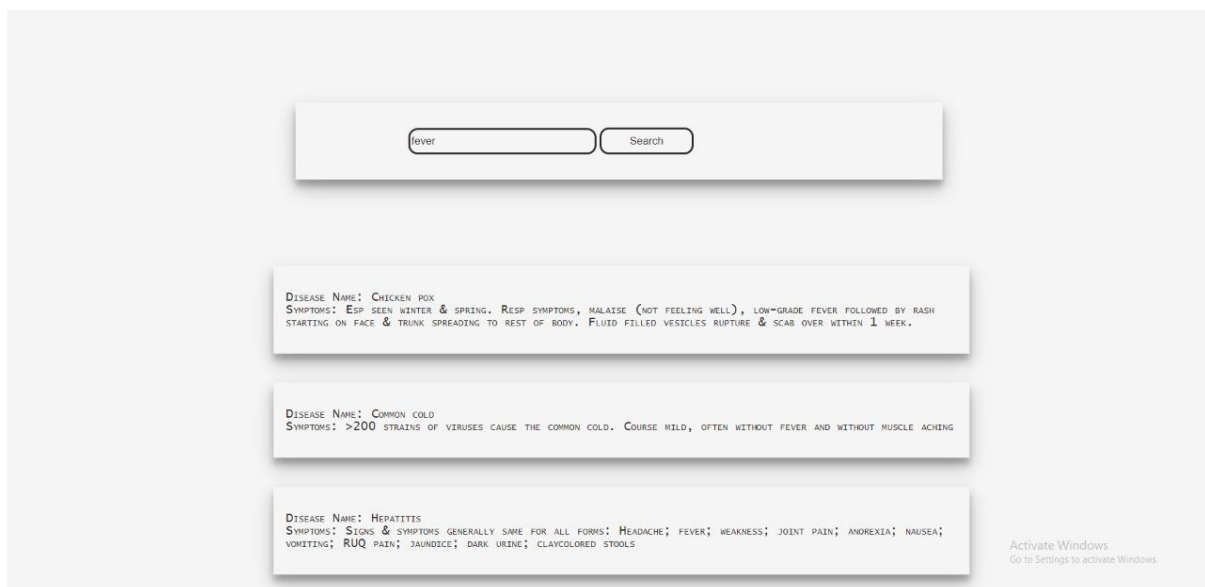 fever
Search
Disease Name: Chicken pox
Symptoms: Esp seen winter & spring. Resp symptoms, malaise (not feeling well), low-grade fever followed by rash
starting on face & trunk spreading to rest of body. Fluid filled vesicles rupture & scab over within 1 week.
Disease Name: Common cold
Symptoms: >200 strains of viruses cause the common cold. Course mild, often without fever and without muscle aching
Disease Name: Hepatitis
Symptoms: Signs & symptoms generally same for all forms: Headache; fever; weakness; joint pain; anorexia; nausea;
vomiting; RUQ pain; jaundice; dark urine; claycolored stools
Activate Windows
Go to Settings to activate Windows.